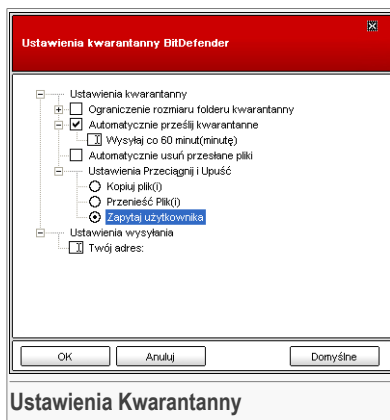 Ustawienia kwarantanny BitDefender
Ustawienia kwarantanny
Ograniczenie rozmiaru folderu kwarantanny
Automatycznie prześlij kwarantanne
Wysyłaj co 60 minut(minutę)
Automatycznie usuń przesłane pliki
Ustawienia Przeciągnij i Upuść
Kopiuj plik(i)
Przenieść Plik(i)
Zapytaj użytkownika
Ustawienia wysyłania
Twój adres:
OK Anuluj Domyślne
Ustawienia Kwarantanny